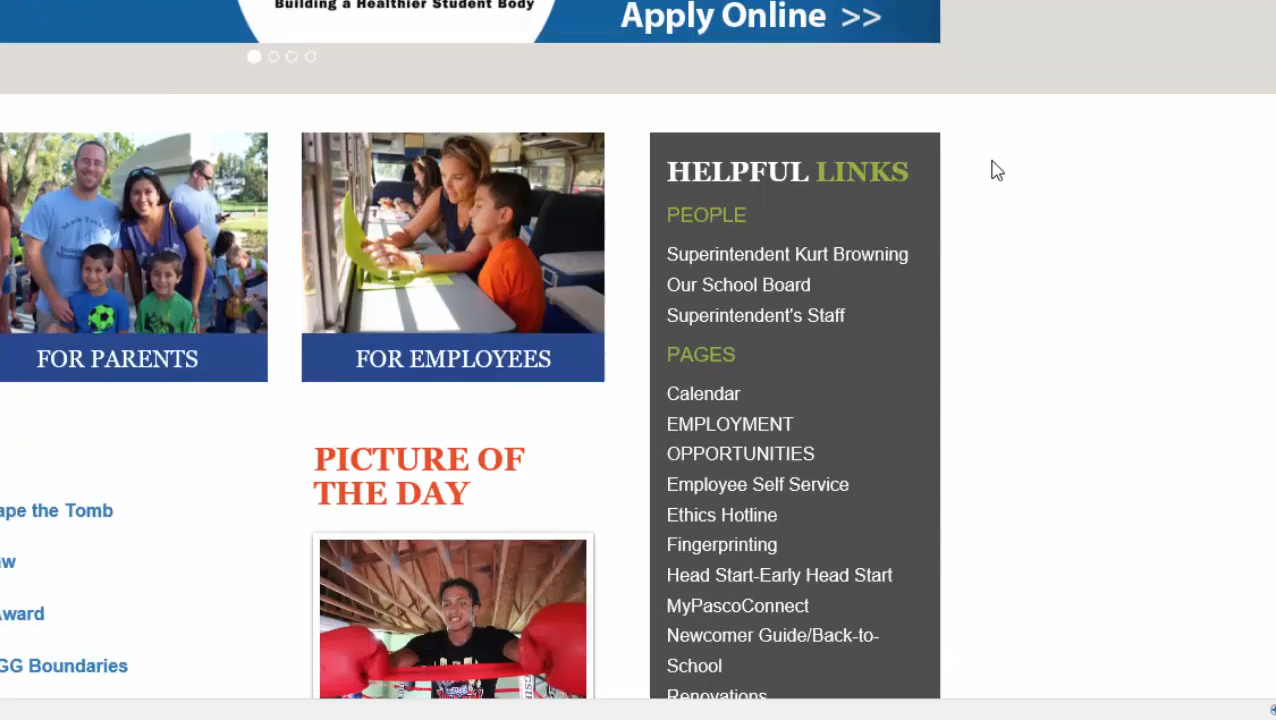 Building a Healthier Student Body
Apply Online >>
FOR PARENTS
FOR EMPLOYEES
HELPFUL LINKS
PEOPLE
Superintendent Kurt Browning
Our School Board
Superintendent's Staff
PAGES
Calendar
EMPLOYMENT
OPPORTUNITIES
Employee Self Service
Ethics Hotline
Fingerprinting
Head Start-Early Head Start
MyPascoConnect
Newcomer Guide/Back-to-
School
Renovations
PICTURE OF
THE DAY
ape the Tomb
aw
Award
GG Boundaries